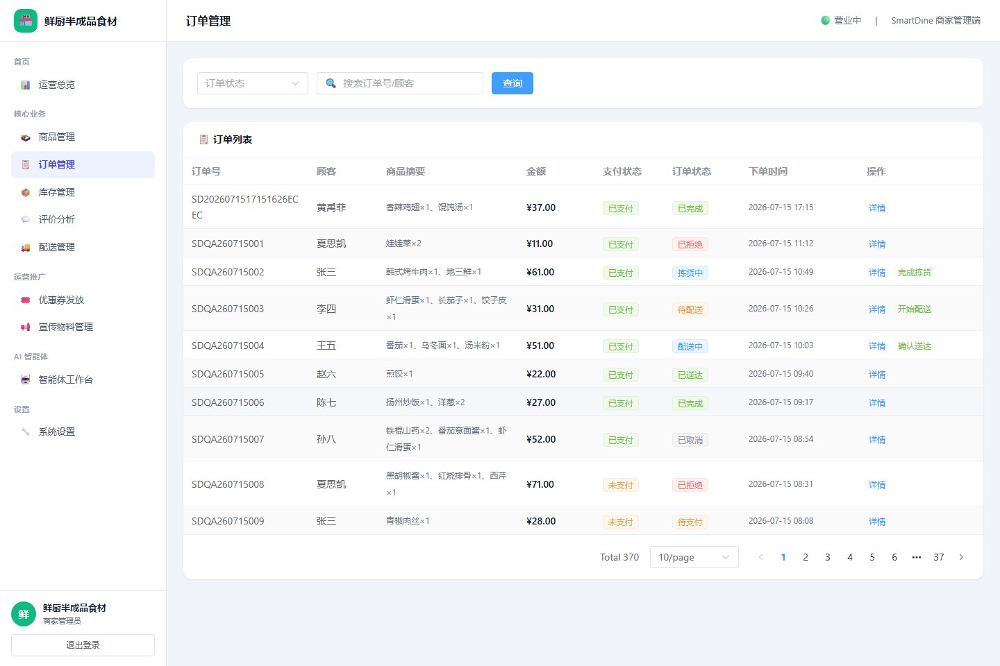 鲜厨半成品食材
首页
运营总览
核心业务
商品管理
订单管理
库存管理
评价分析
配送管理
运营推广
优惠券发放
宣传物料管理
AI 智能体
智能体工作台
设置
系统设置
鲜
鲜厨半成品食材
商家管理员
退出登录
订单管理
营业中 | SmartDine 商家管理端
订单状态 搜索订单号/顾客 查询
订单列表
订单号 顾客 商品摘要 金额 支付状态 订单状态 下单时间 操作
SD2026071517151626EC
EC 黄禹菲 香辣鸡翅×1、馄饨汤×1 ¥37.00 已支付 已完成 2026-07-15 17:15 详情
SDQA260715001 夏思凯 娃娃菜×2 ¥11.00 已支付 已拒绝 2026-07-15 11:12 详情
SDQA260715002 张三 韩式烤牛肉×1、地三鲜×1 ¥61.00 已支付 拣货中 2026-07-15 10:49 详情 完成拣货
SDQA260715003 李四 虾仁滑蛋×1、长茄子×1、饺子皮
×1 ¥31.00 已支付 待配送 2026-07-15 10:26 详情 开始配送
SDQA260715004 王五 番茄×1、乌冬面×1、汤米粉×1 ¥51.00 已支付 配送中 2026-07-15 10:03 详情 确认送达
SDQA260715005 赵六 煎饺×1 ¥22.00 已支付 已送达 2026-07-15 09:40 详情
SDQA260715006 陈七 扬州炒饭×1、洋葱×2 ¥27.00 已支付 已完成 2026-07-15 09:17 详情
SDQA260715007 孙八 铁棍山药×2、番茄意面酱×1、虾
仁滑蛋×1 ¥52.00 已支付 已取消 2026-07-15 08:54 详情
SDQA260715008 夏思凯 黑胡椒酱×1、红烧排骨×1、西芹
×1 ¥71.00 未支付 已拒绝 2026-07-15 08:31 详情
SDQA260715009 张三 青椒肉丝×1 ¥28.00 未支付 待支付 2026-07-15 08:08 详情
Total 370 10/page 1 2 3 4 5 6 ••• 37